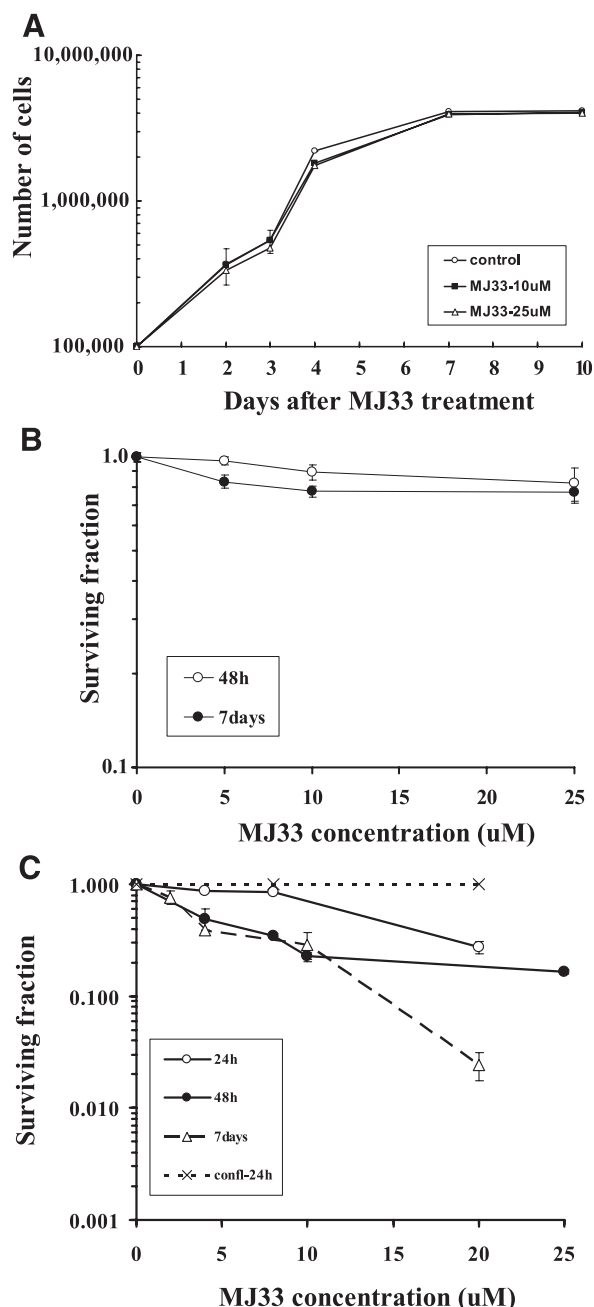 A
10,000,000
1,000,000
100,000
Number of cells
control
MJ33-10uM
MJ33-25uM
0 1 2 3 4 5 6 7 8 9 10
Days after MJ33 treatment
B
1.0
0.1
Surviving fraction
48h
7days
0 5 10 15 20 25
MJ33 concentration (uM)
C
1.000
0.100
0.010
0.001
Surviving fraction
24h
48h
7days
confl-24h
0 5 10 15 20 25
MJ33 concentration (uM)